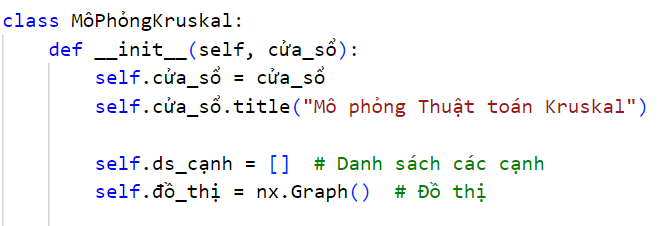 class MôPhỏngKruskal:
    def __init__(self, cửa_sổ):
        self.cửa_sổ = cửa_sổ
        self.cửa_sổ.title("Mô phỏng Thuật toán Kruskal")
        self.ds_cạnh = []  # Danh sách các cạnh
        self.đồ_thị = nx.Graph()  # Đồ thị